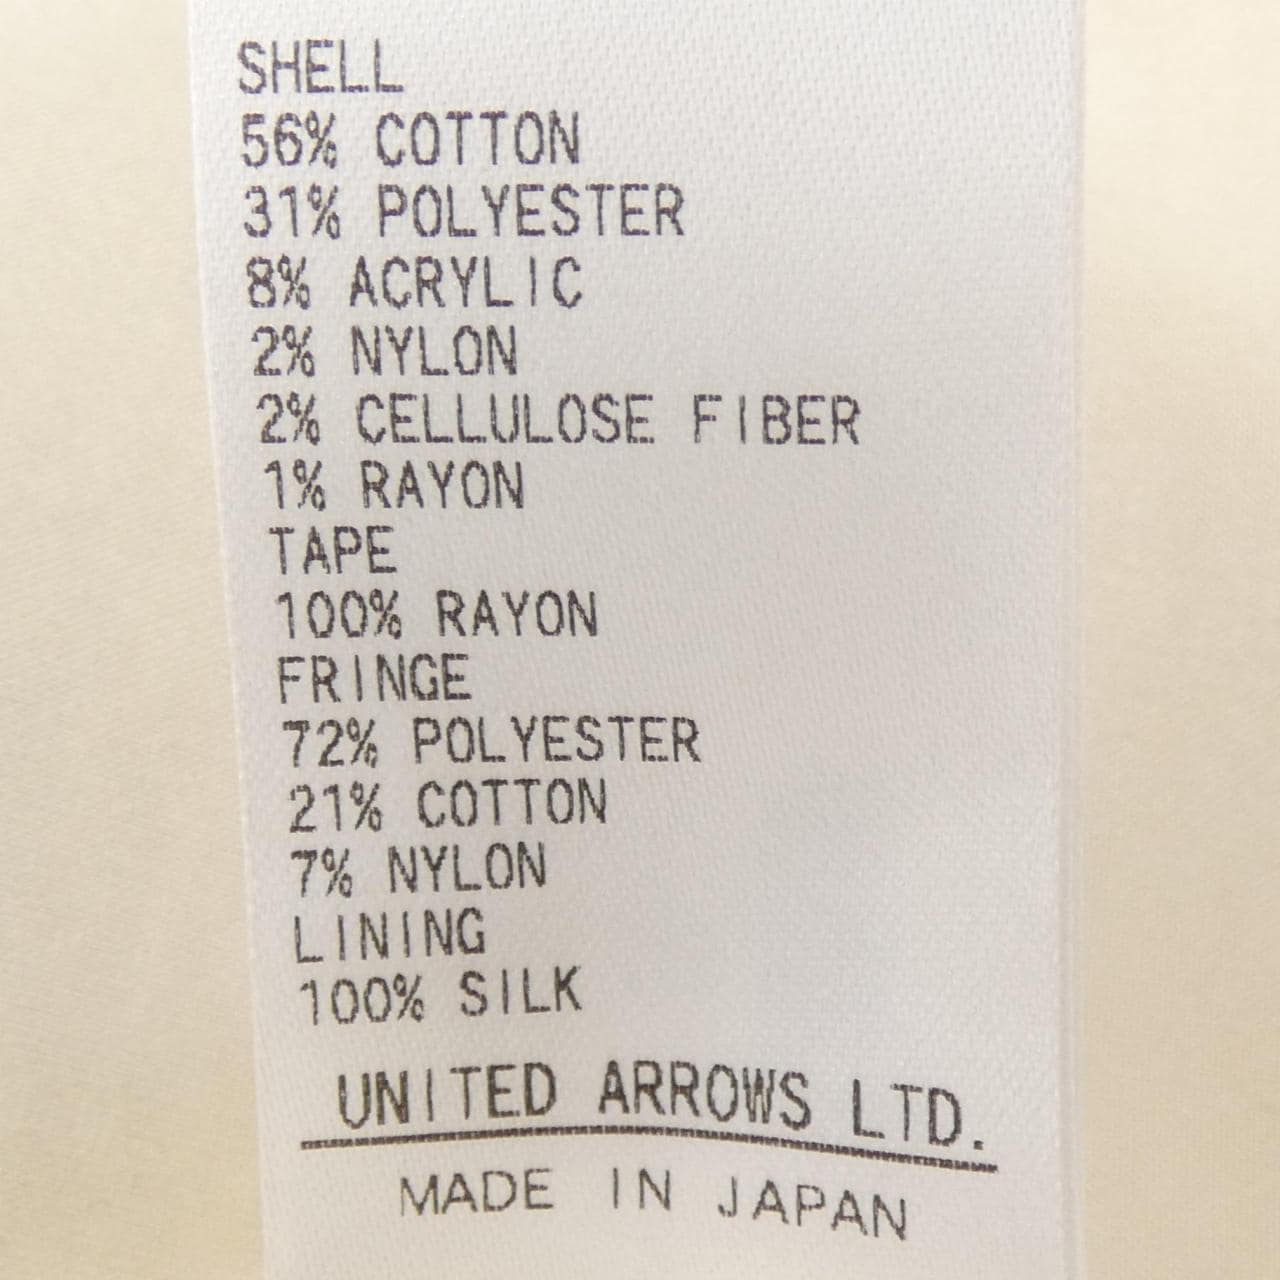 SHELL
56% COTTON
31% POLYESTER
8% ACRYLIC
2% NYLON
2% CELLULOSE FIBER
1% RAYON
TAPE
100% RAYON
FRINGE
72% POLYESTER
21% COTTON
7% NYLON
LINING
100% SILK
UNITED ARROWS LTD.
MADE IN JAPAN